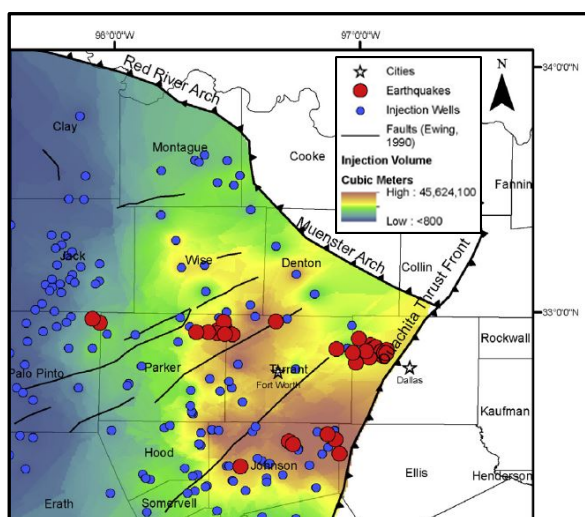 98°0'0"W
97°0'0"W
34°0'0"N
33°0'0"N
N
Cities
Earthquakes
Injection Wells
Faults (Ewing,
1990)
Injection Volume
Cubic Meters
High : 45,624,100
Low : <800
Red River Arch
Clay
Montague
Cooke
Fannin
Muenster Arch
Jack
Wise
Denton
Collin
Ouachita Thrust Front
Rockwall
Palo Pinto
Parker
Tarrant
Fort Worth
Dallas
Kaufman
Hood
Johnson
Ellis
Henderson
Erath
Somervell